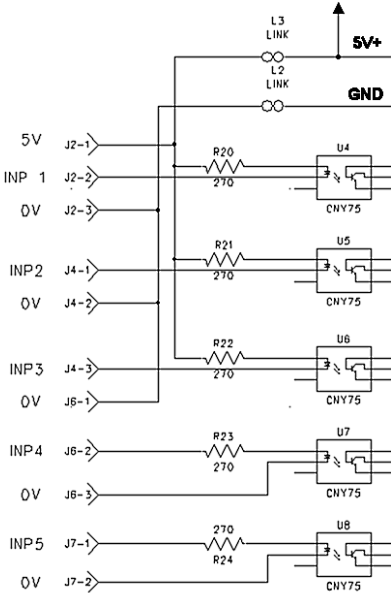 L3
LINK
5V+
L2
LINK
GND
5V J2-1
R20 U4
INP 1 J2-2 270
CNY75
0V J2-3
R21 U5
INP2 J4-1 270
CNY75
0V J4-2
R22 U6
INP3 J4-3 270
CNY75
0V J6-1
R23 U7
INP4 J6-2 270
0V J6-3 CNY75
270 U8
INP5 J7-1
R24
0V J7-2 CNY75